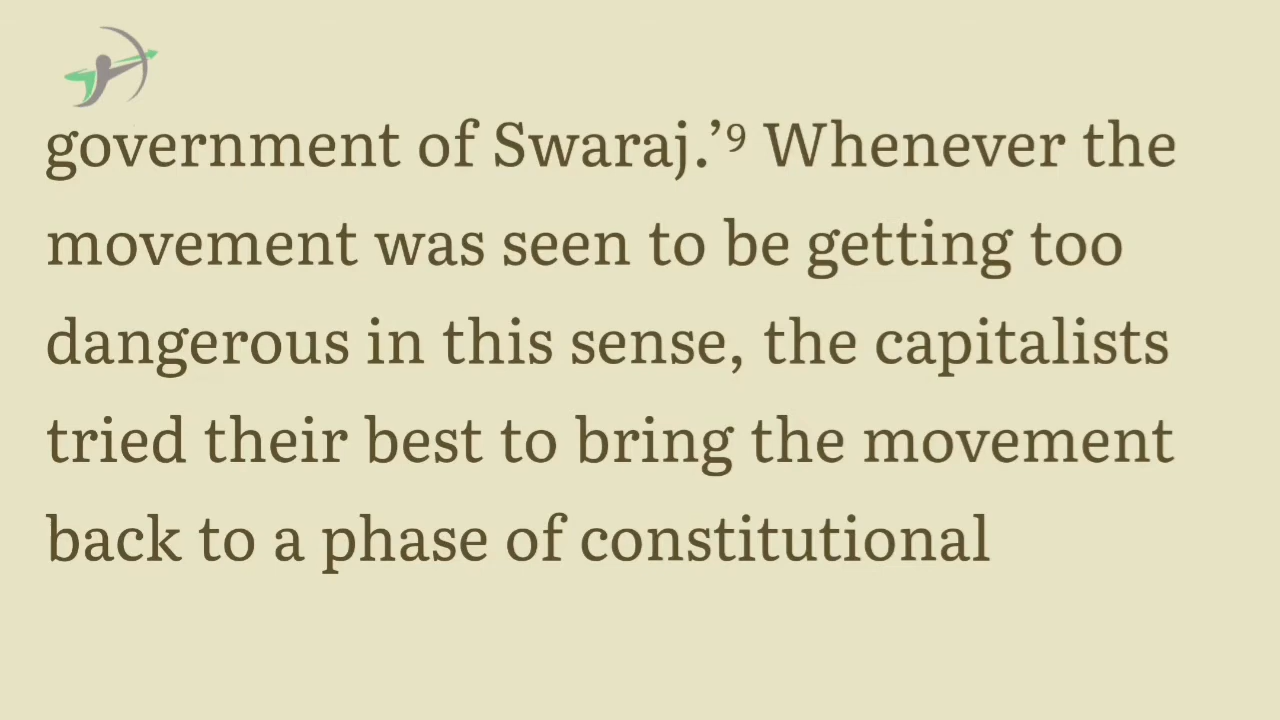 government of Swaraj.’⁹ Whenever the
movement was seen to be getting too
dangerous in this sense, the capitalists
tried their best to bring the movement
back to a phase of constitutional